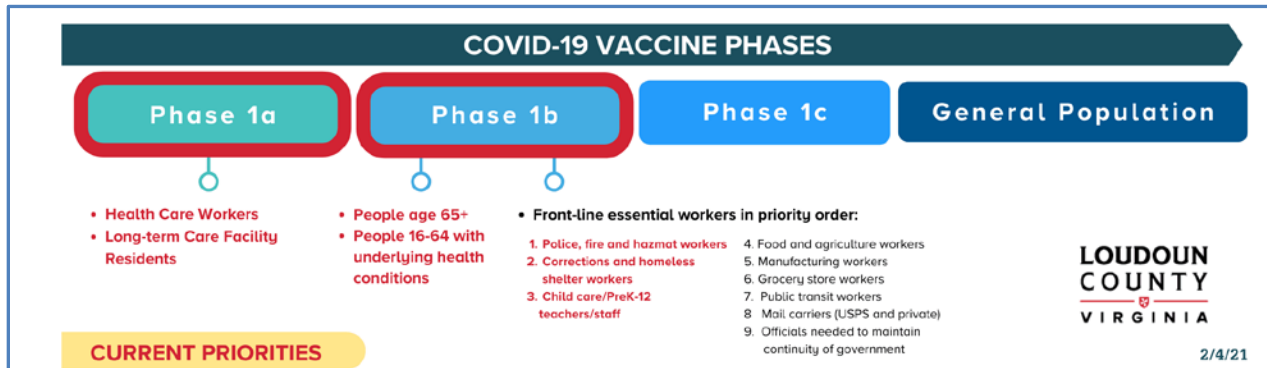 COVID-19 VACCINE PHASES
Phase 1a
Phase 1b
Phase 1c
General Population
• Health Care Workers
• Long-term Care Facility
Residents
• People age 65+
• People 16-64 with
underlying health
conditions
• Front-line essential workers in priority order:
1. Police, fire and hazmat workers
2. Corrections and homeless
shelter workers
3. Child care/PreK-12
teachers/staff
4. Food and agriculture workers
5. Manufacturing workers
6. Grocery store workers
7. Public transit workers
8 Mail carriers (USPS and private)
9. Officials needed to maintain
continuity of government
LOUDOUN
COUNTY
VIRGINIA
CURRENT PRIORITIES
2/4/21